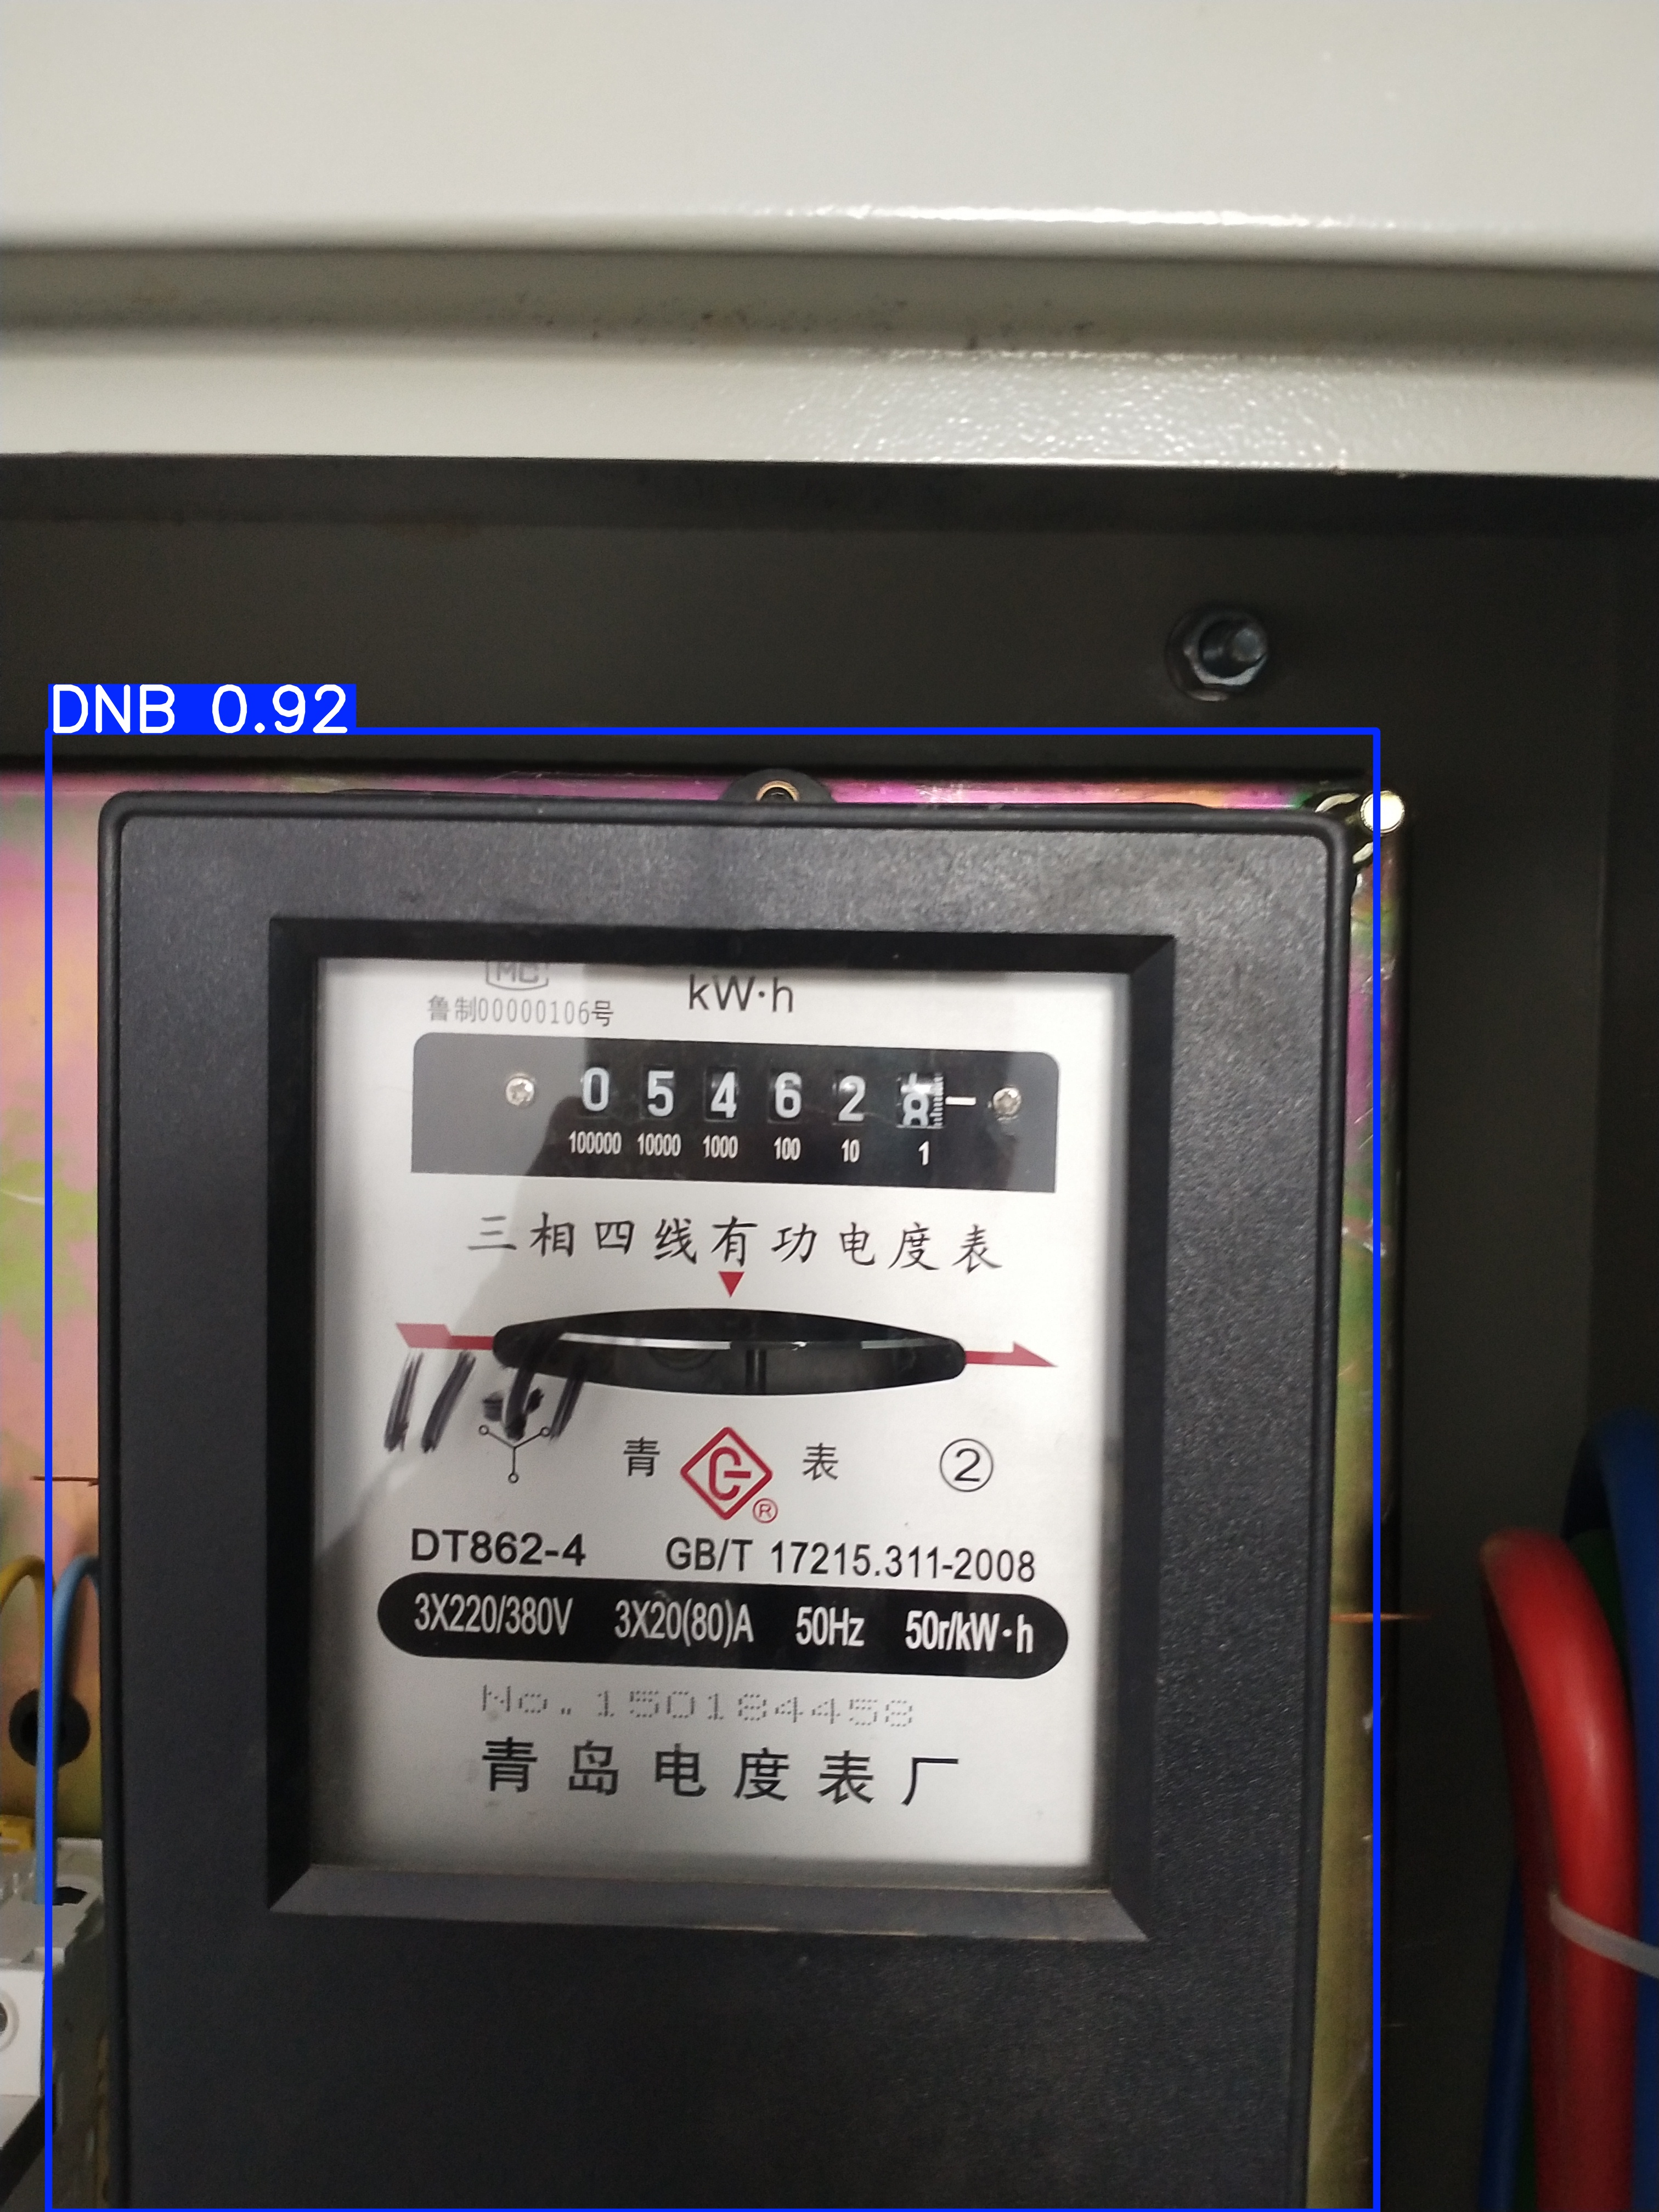 DNB 0.92
MC
kW·h
鲁制00000106号
0 5 4 6 2 8
100000 10000 1000 100 10 1
三相四线有功电度表
青 表 ②
®
DT862-4 GB/T 17215.311-2008
3X220/380V 3X20(80)A 50Hz 50r/kW·h
No.150184458
青岛电度表厂